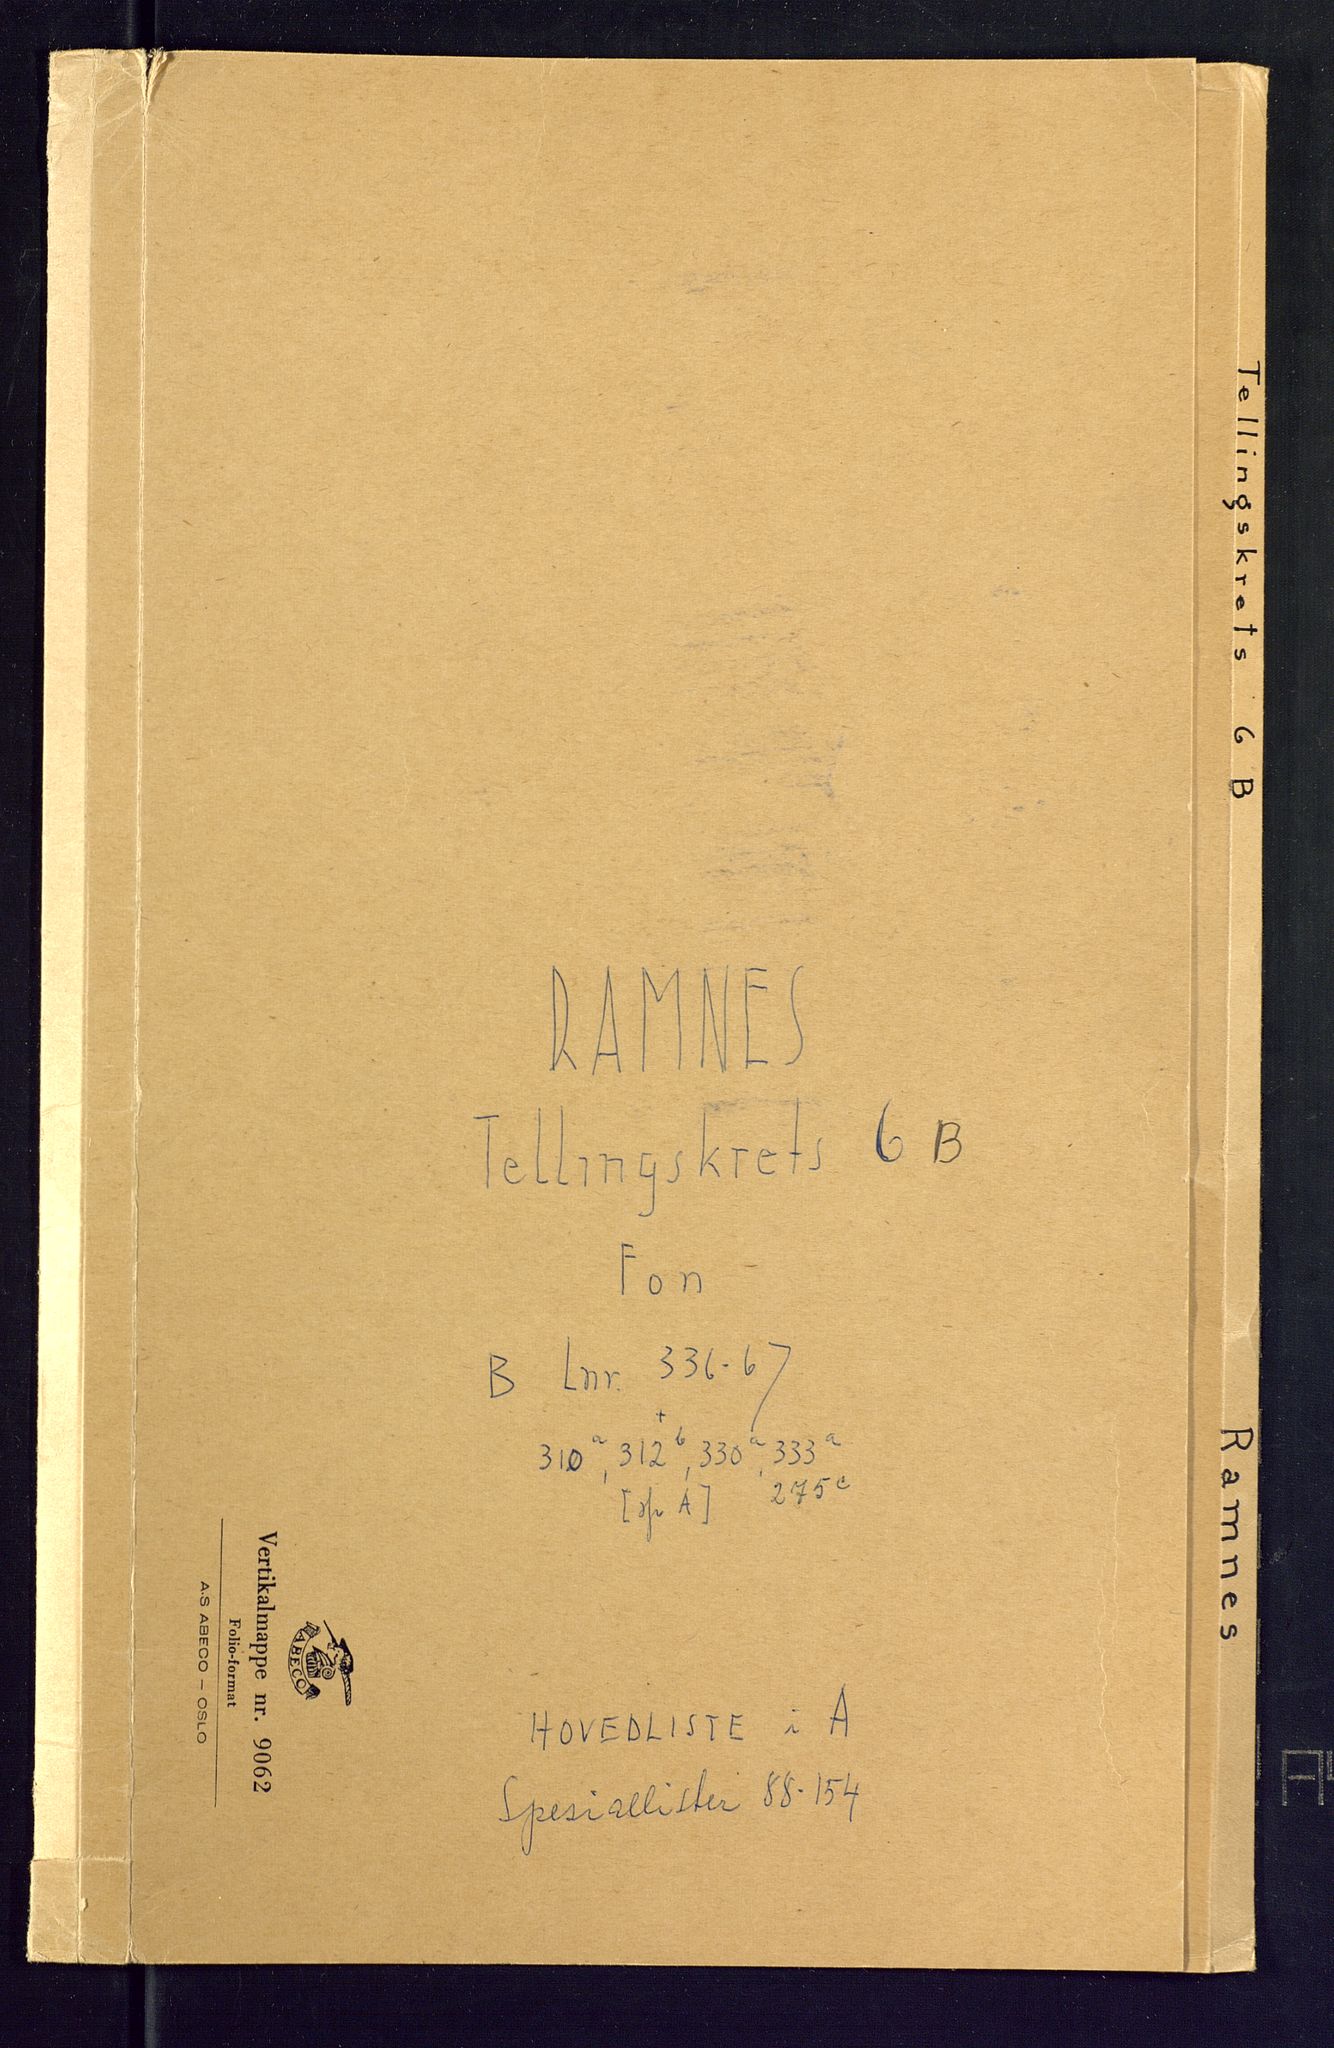 RAMNES
Tellingskrets 6 B
Fon
B Lnr. 336-67
+
310a, 312b, 330a, 333a
275c
A]
HOVEDLISTE i A
Spesiallister 88-154
ABECO
Vertikalmappe nr. 9062
Folio-format
A.S ABECO – OSLO
Tellingskrets 6 B
Ramnes